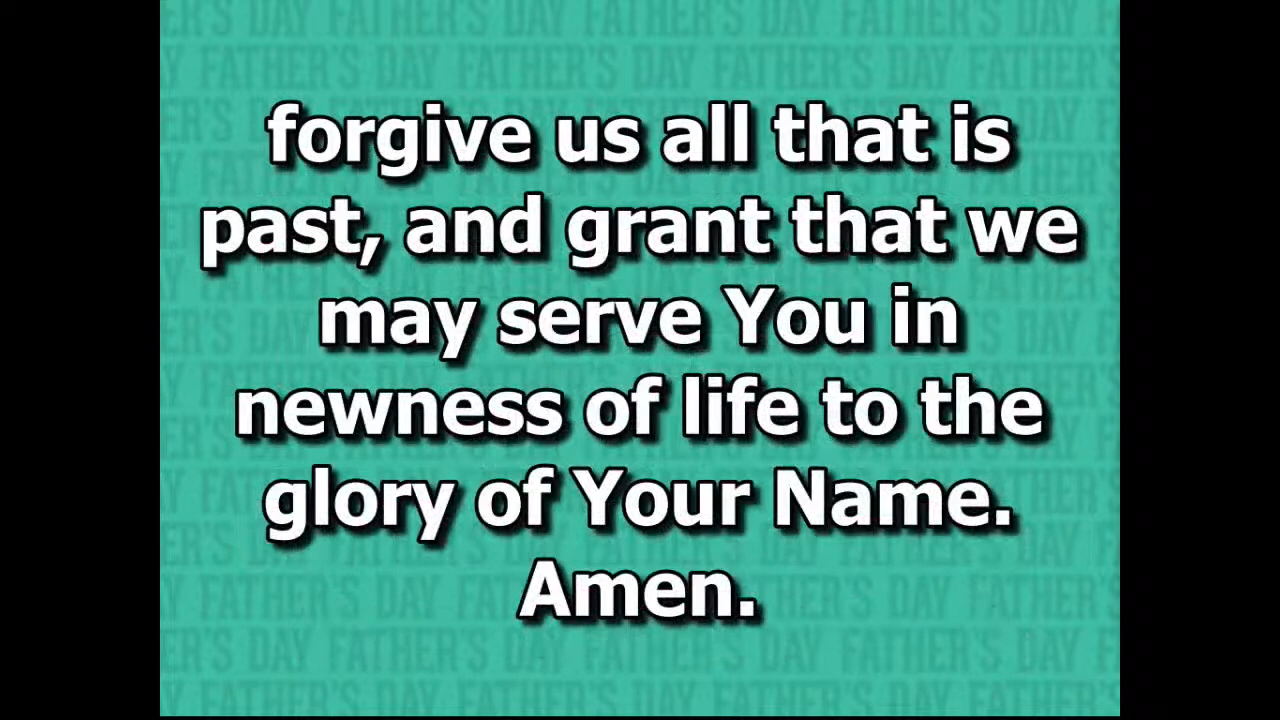 forgive us all that is
past, and grant that we
may serve You in
newness of life to the
glory of Your Name.
Amen.